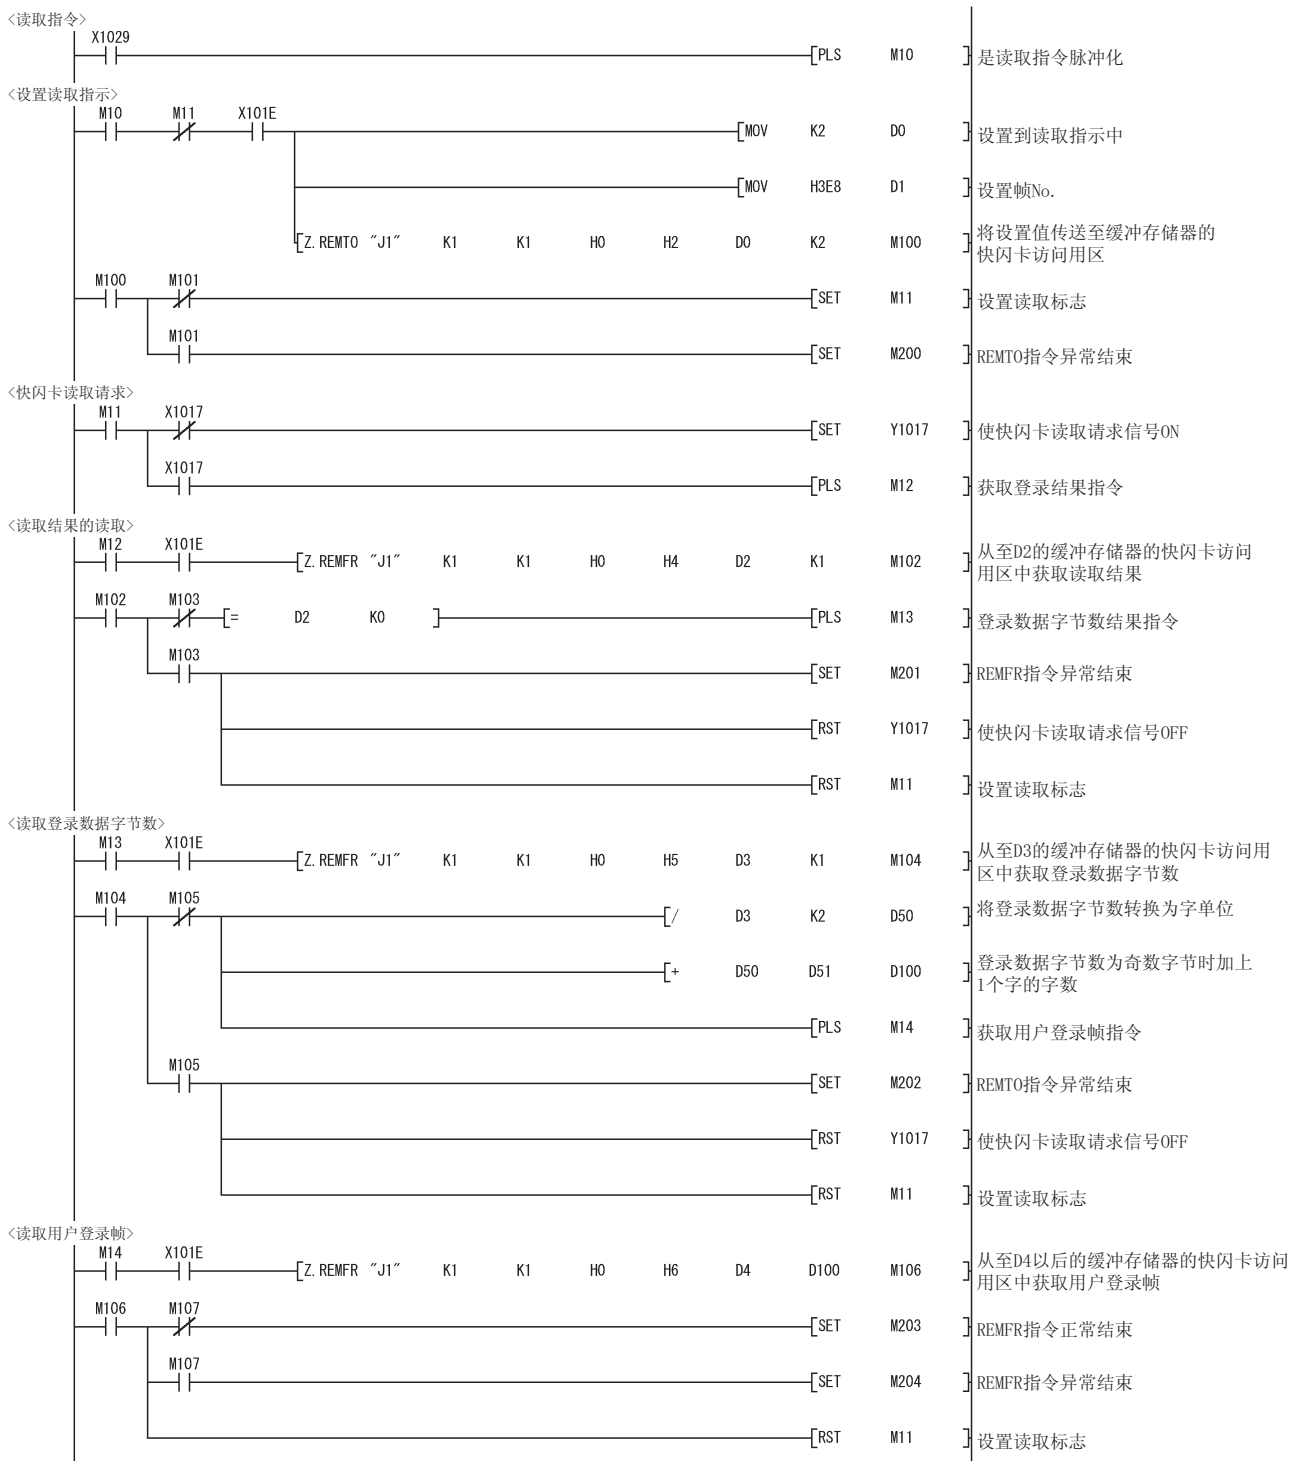 <读取指令>
X1029
PLS M10 是读取指令脉冲化
<设置读取指示>
M10 M11 X101E
MOV K2 D0 设置到读取指示中
MOV H3E8 D1 设置帧No.
Z.REMTO "J1" K1 K1 H0 H2 D0 K2 M100 将设置值传送至缓冲存储器的
快闪卡访问用区
M100 M101
SET M11 设置读取标志
M101
SET M200 REMTO指令异常结束
<快闪卡读取请求>
M11 X1017
SET Y1017 使快闪卡读取请求信号ON
X1017
PLS M12 获取登录结果指令
<读取结果的读取>
M12 X101E
Z.REMFR "J1" K1 K1 H0 H4 D2 K1 M102 从至D2的缓冲存储器的快闪卡访问
用区中获取读取结果
M102 M103
= D2 K0 PLS M13 登录数据字节数结果指令
M103
SET M201 REMFR指令异常结束
RST Y1017 使快闪卡读取请求信号OFF
RST M11 设置读取标志
<读取登录数据字节数>
M13 X101E
Z.REMFR "J1" K1 K1 H0 H5 D3 K1 M104 从至D3的缓冲存储器的快闪卡访问用
区中获取登录数据字节数
M104 M105
/ D3 K2 D50 将登录数据字节数转换为字单位
+ D50 D51 D100 登录数据字节数为奇数字节时加上
1个字的字数
PLS M14 获取用户登录帧指令
M105
SET M202 REMTO指令异常结束
RST Y1017 使快闪卡读取请求信号OFF
RST M11 设置读取标志
<读取用户登录帧>
M14 X101E
Z.REMFR "J1" K1 K1 H0 H6 D4 D100 M106 从至D4以后的缓冲存储器的快闪卡访问
用区中获取用户登录帧
M106 M107
SET M203 REMFR指令正常结束
M107
SET M204 REMFR指令异常结束
RST M11 设置读取标志